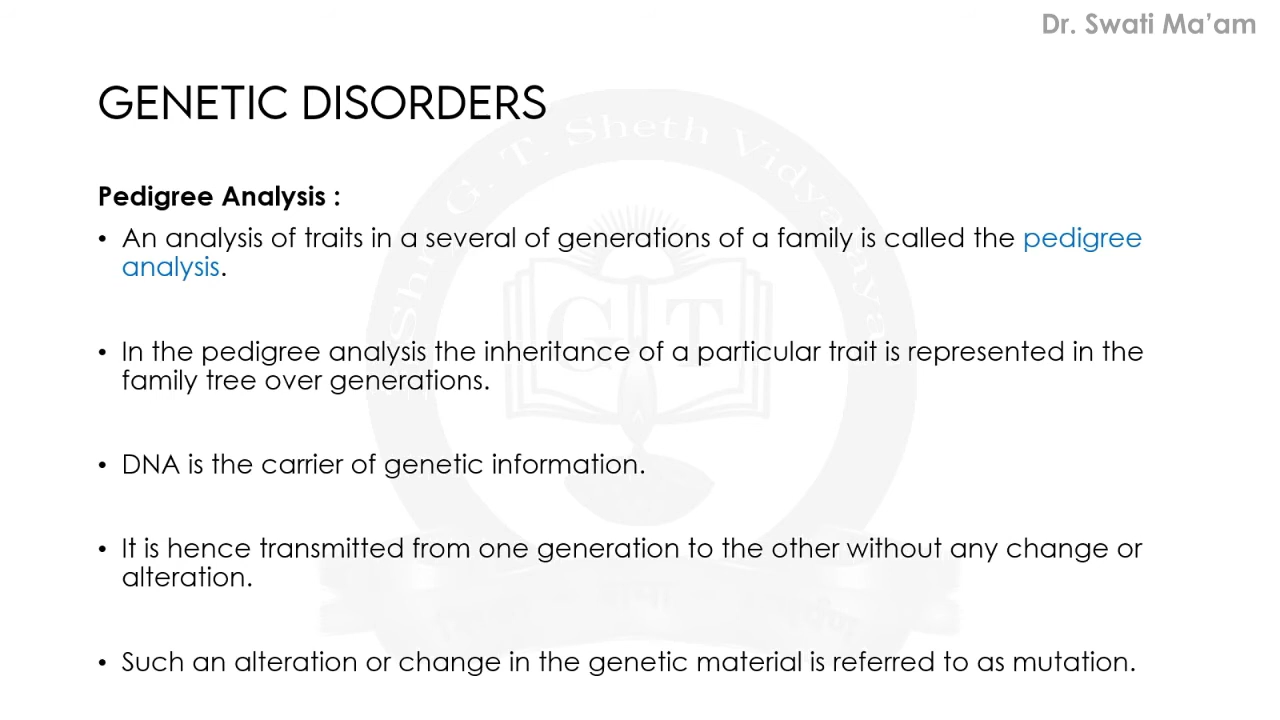 Dr. Swati Ma'am
GENETIC DISORDERS
Shri G. T. Sheth Vidyalaya
Pedigree Analysis :
• An analysis of traits in a several of generations of a family is called the pedigree
analysis.
G T
• In the pedigree analysis the inheritance of a particular trait is represented in the
family tree over generations.
• DNA is the carrier of genetic information.
• It is hence transmitted from one generation to the other without any change or
alteration.
• Such an alteration or change in the genetic material is referred to as mutation.